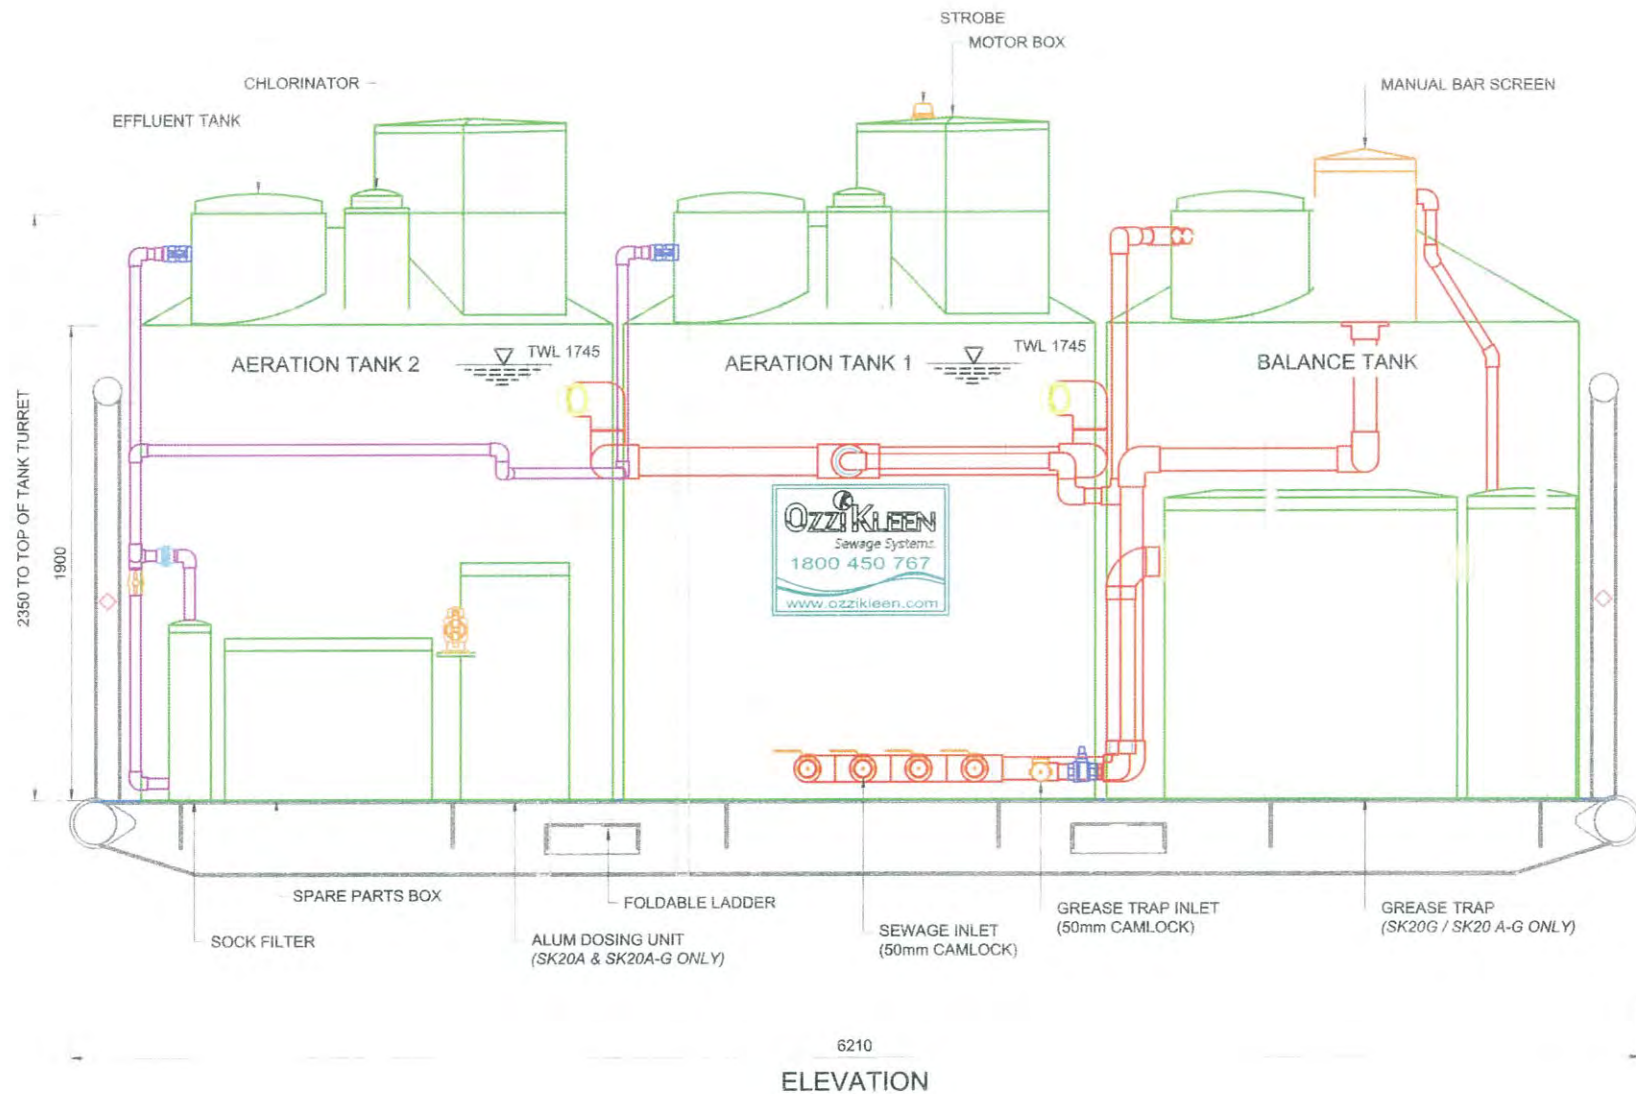 STROBE
MOTOR BOX
CHLORINATOR
MANUAL BAR SCREEN
EFFLUENT TANK
AERATION TANK 2
TWL 1745
AERATION TANK 1
TWL 1745
BALANCE TANK
2350 TO TOP OF TANK TURRET
1900
OZZI KLEEN
Sewage Systems
1800 450 767
www.ozzikleen.com
SPARE PARTS BOX
FOLDABLE LADDER
SOCK FILTER
ALUM DOSING UNIT
(SK20A & SK20A-G ONLY)
SEWAGE INLET
(50mm CAMLOCK)
GREASE TRAP INLET
(50mm CAMLOCK)
GREASE TRAP
(SK20G / SK20 A-G ONLY)
6210
ELEVATION